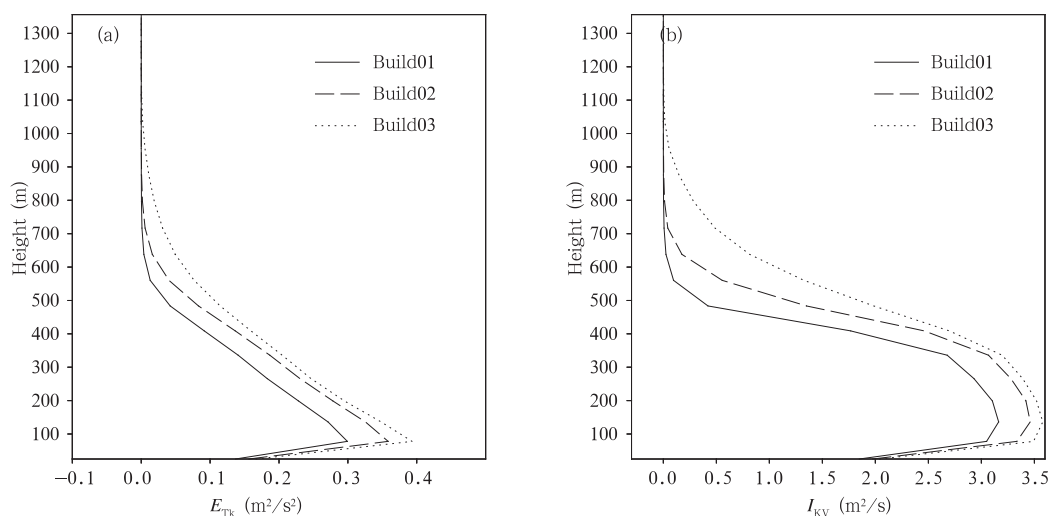 (a)
Build01
Build02
Build03
Height (m)
1300
1200
1100
1000
900
800
700
600
500
400
300
200
100
−0.1 0.0 0.1 0.2 0.3 0.4
E_Tk (m²/s²)
(b)
Build01
Build02
Build03
Height (m)
1300
1200
1100
1000
900
800
700
600
500
400
300
200
100
0.0 0.5 1.0 1.5 2.0 2.5 3.0 3.5
I_KV (m²/s)